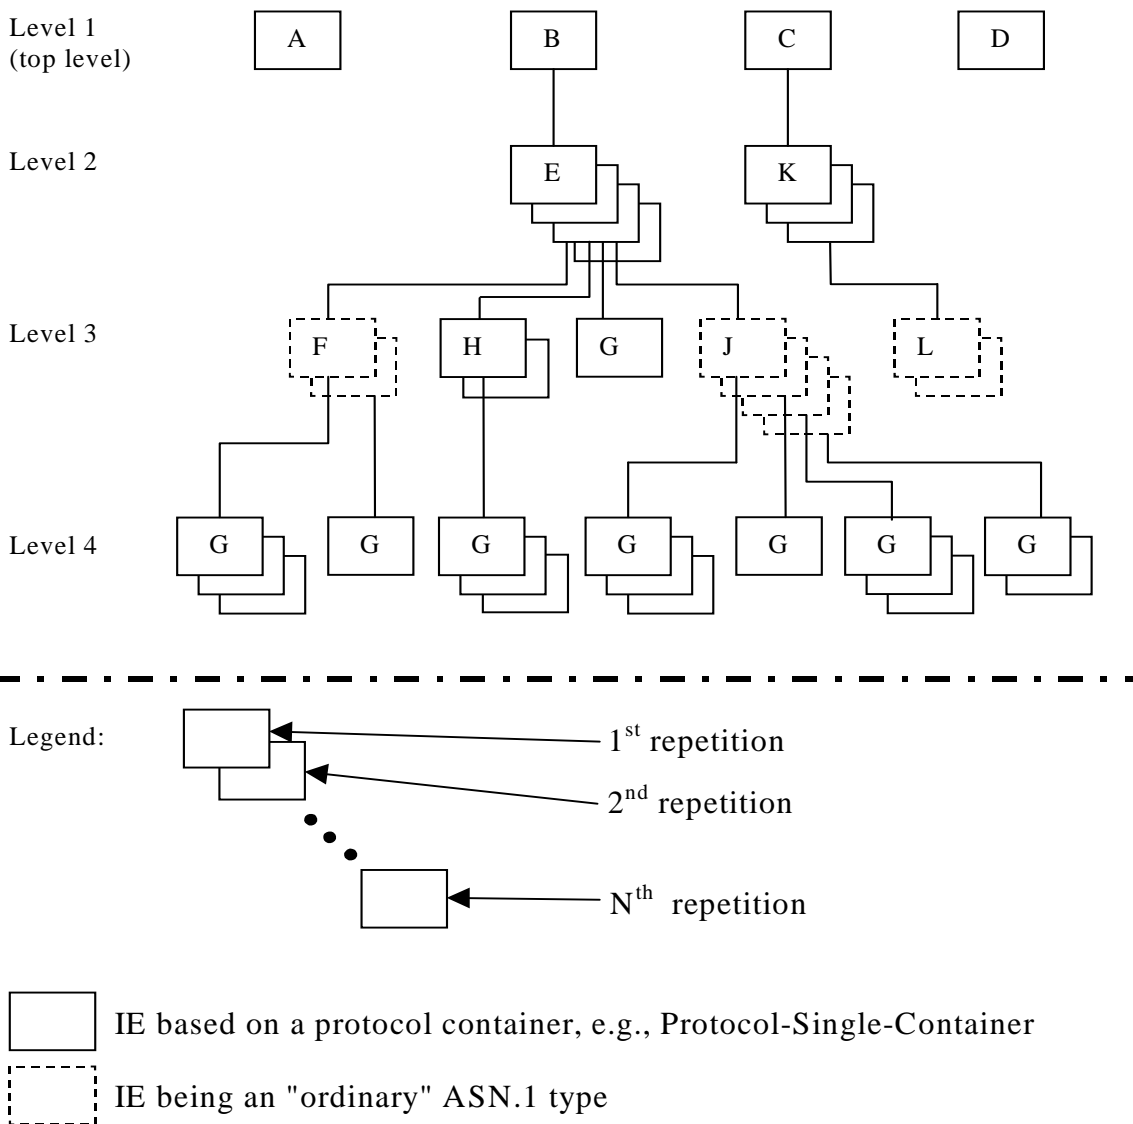 Level 1
(top level)
A
B
C
D
Level 2
E
K
Level 3
F
H
G
J
L
Level 4
G
G
G
G
G
G
G
Legend:
1st repetition
2nd repetition
Nth repetition
IE based on a protocol container, e.g., Protocol-Single-Container
IE being an "ordinary" ASN.1 type